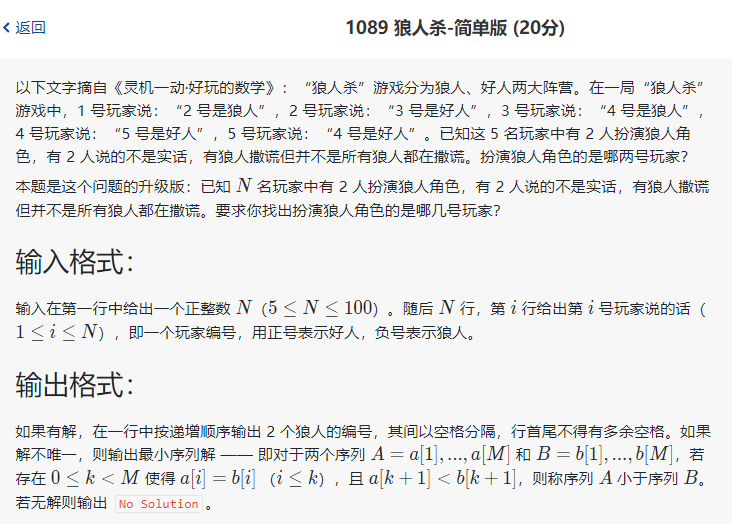 返回
1089 狼人杀-简单版 (20分)
以下文字摘自《灵机一动·好玩的数学》：“狼人杀”游戏分为狼人、好人两大阵营。在一局“狼人杀”
游戏中，1 号玩家说：“2 号是狼人”，2 号玩家说：“3 号是好人”，3 号玩家说：“4 号是狼人”，
4 号玩家说：“5 号是好人”，5 号玩家说：“4 号是好人”。已知这 5 名玩家中有 2 人扮演狼人角
色，有 2 人说的不是实话，有狼人撒谎但并不是所有狼人都在撒谎。扮演狼人角色的是哪两号玩家？
本题是这个问题的升级版：已知 N 名玩家中有 2 人扮演狼人角色，有 2 人说的不是实话，有狼人撒谎
但并不是所有狼人都在撒谎。要求你找出扮演狼人角色的是哪几号玩家？
输入格式：
输入在第一行中给出一个正整数 N（5 ≤ N ≤ 100）。随后 N 行，第 i 行给出第 i 号玩家说的话（
1 ≤ i ≤ N），即一个玩家编号，用正号表示好人，负号表示狼人。
输出格式：
如果有解，在一行中按递增顺序输出 2 个狼人的编号，其间以空格分隔，行首尾不得有多余空格。如果
解不唯一，则输出最小序列解 —— 即对于两个序列 A = a[1], ..., a[M] 和 B = b[1], ..., b[M]，若
存在 0 ≤ k < M 使得 a[i] = b[i] （i ≤ k），且 a[k + 1] < b[k + 1]，则称序列 A 小于序列 B。
若无解则输出 No Solution 。